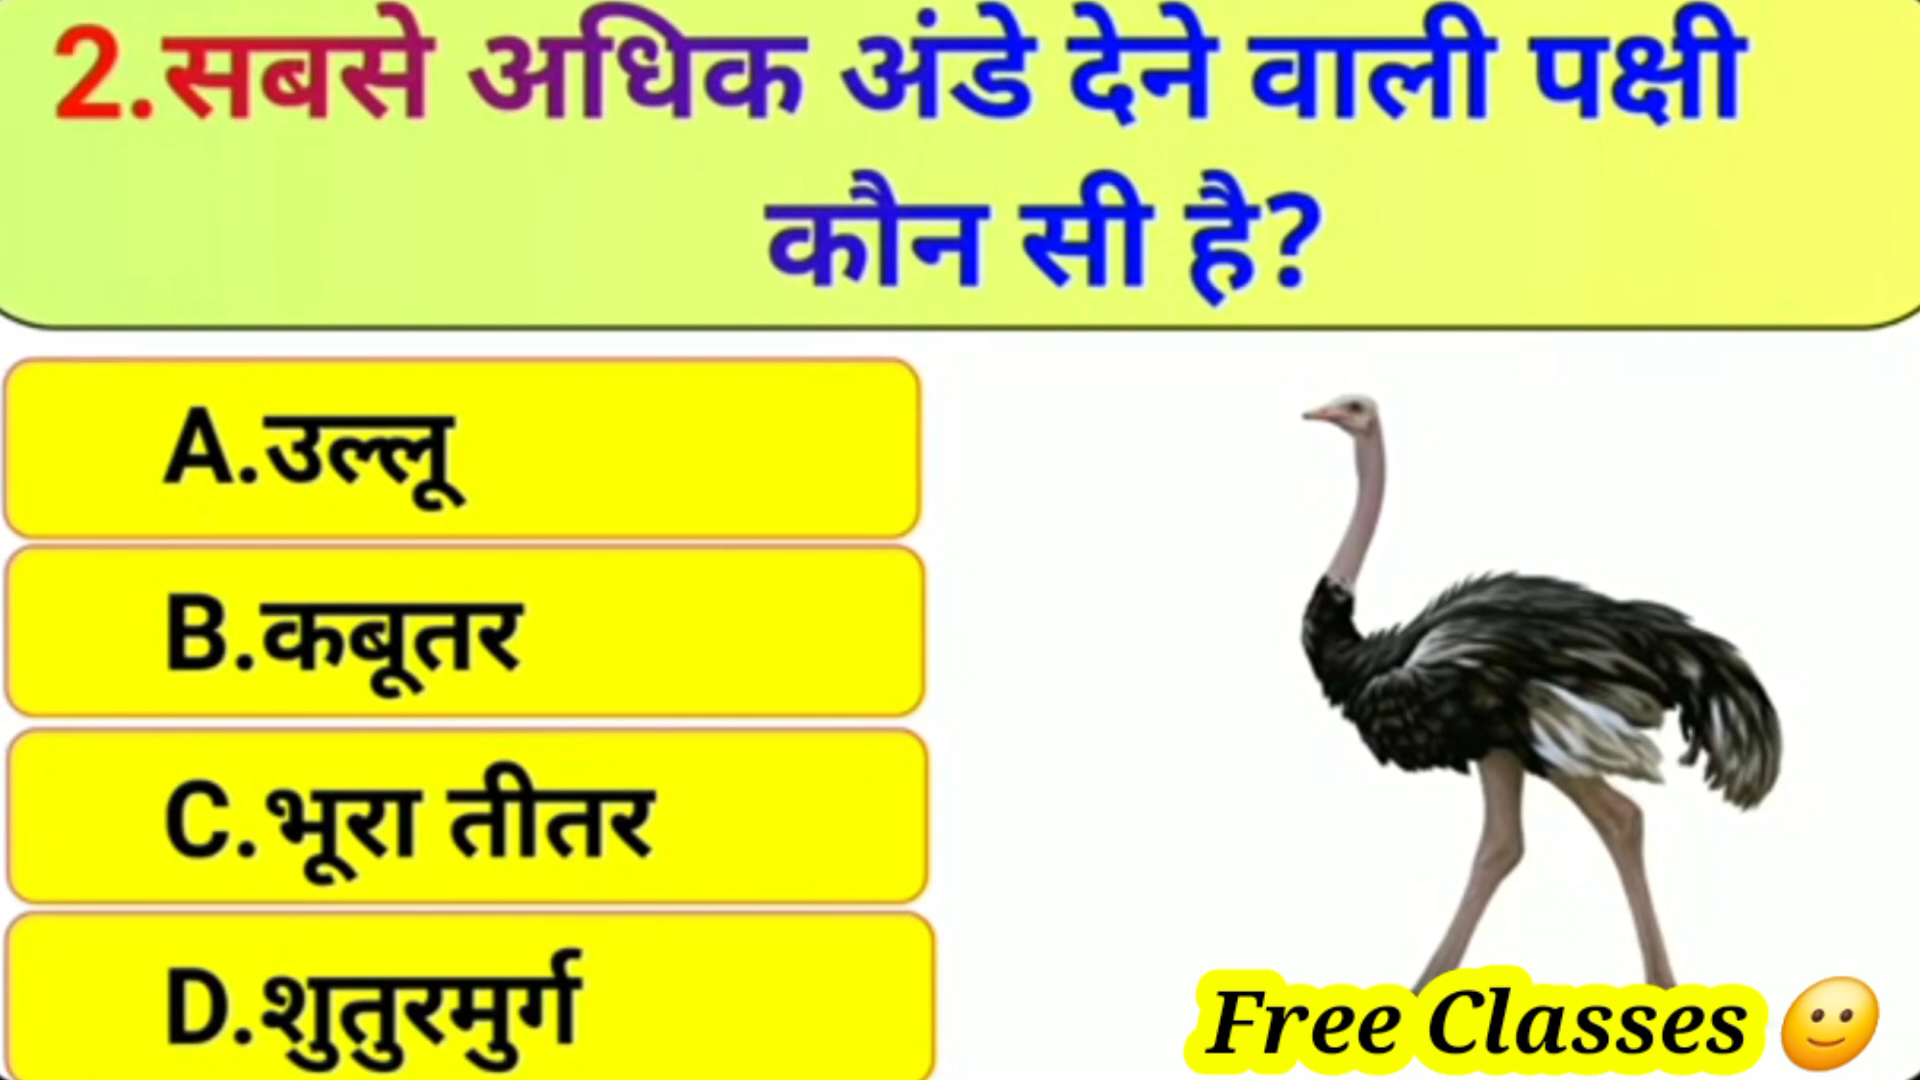 2.सबसे अधिक अंडे देने वाली पक्षी
कौन सी है?
A.उल्लू
B.कबूतर
C.भूरा तीतर
D.शुतुरमुर्ग
Free Classes